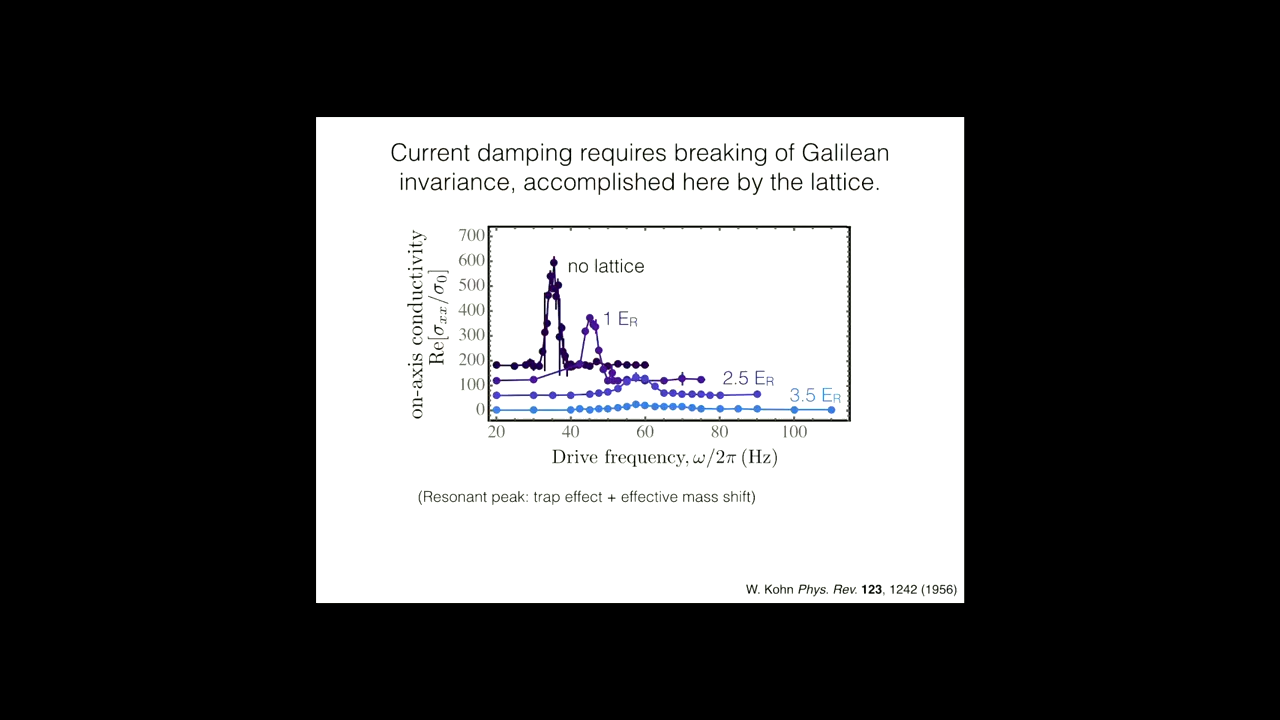 Current damping requires breaking of Galilean
invariance, accomplished here by the lattice.
on-axis conductivity
Re[σxx/σ0]
700
600
500
400
300
200
100
0
no lattice
1 ER
2.5 ER
3.5 ER
20 40 60 80 100
Drive frequency, ω/2π (Hz)
(Resonant peak: trap effect + effective mass shift)
W. Kohn Phys. Rev. 123, 1242 (1956)